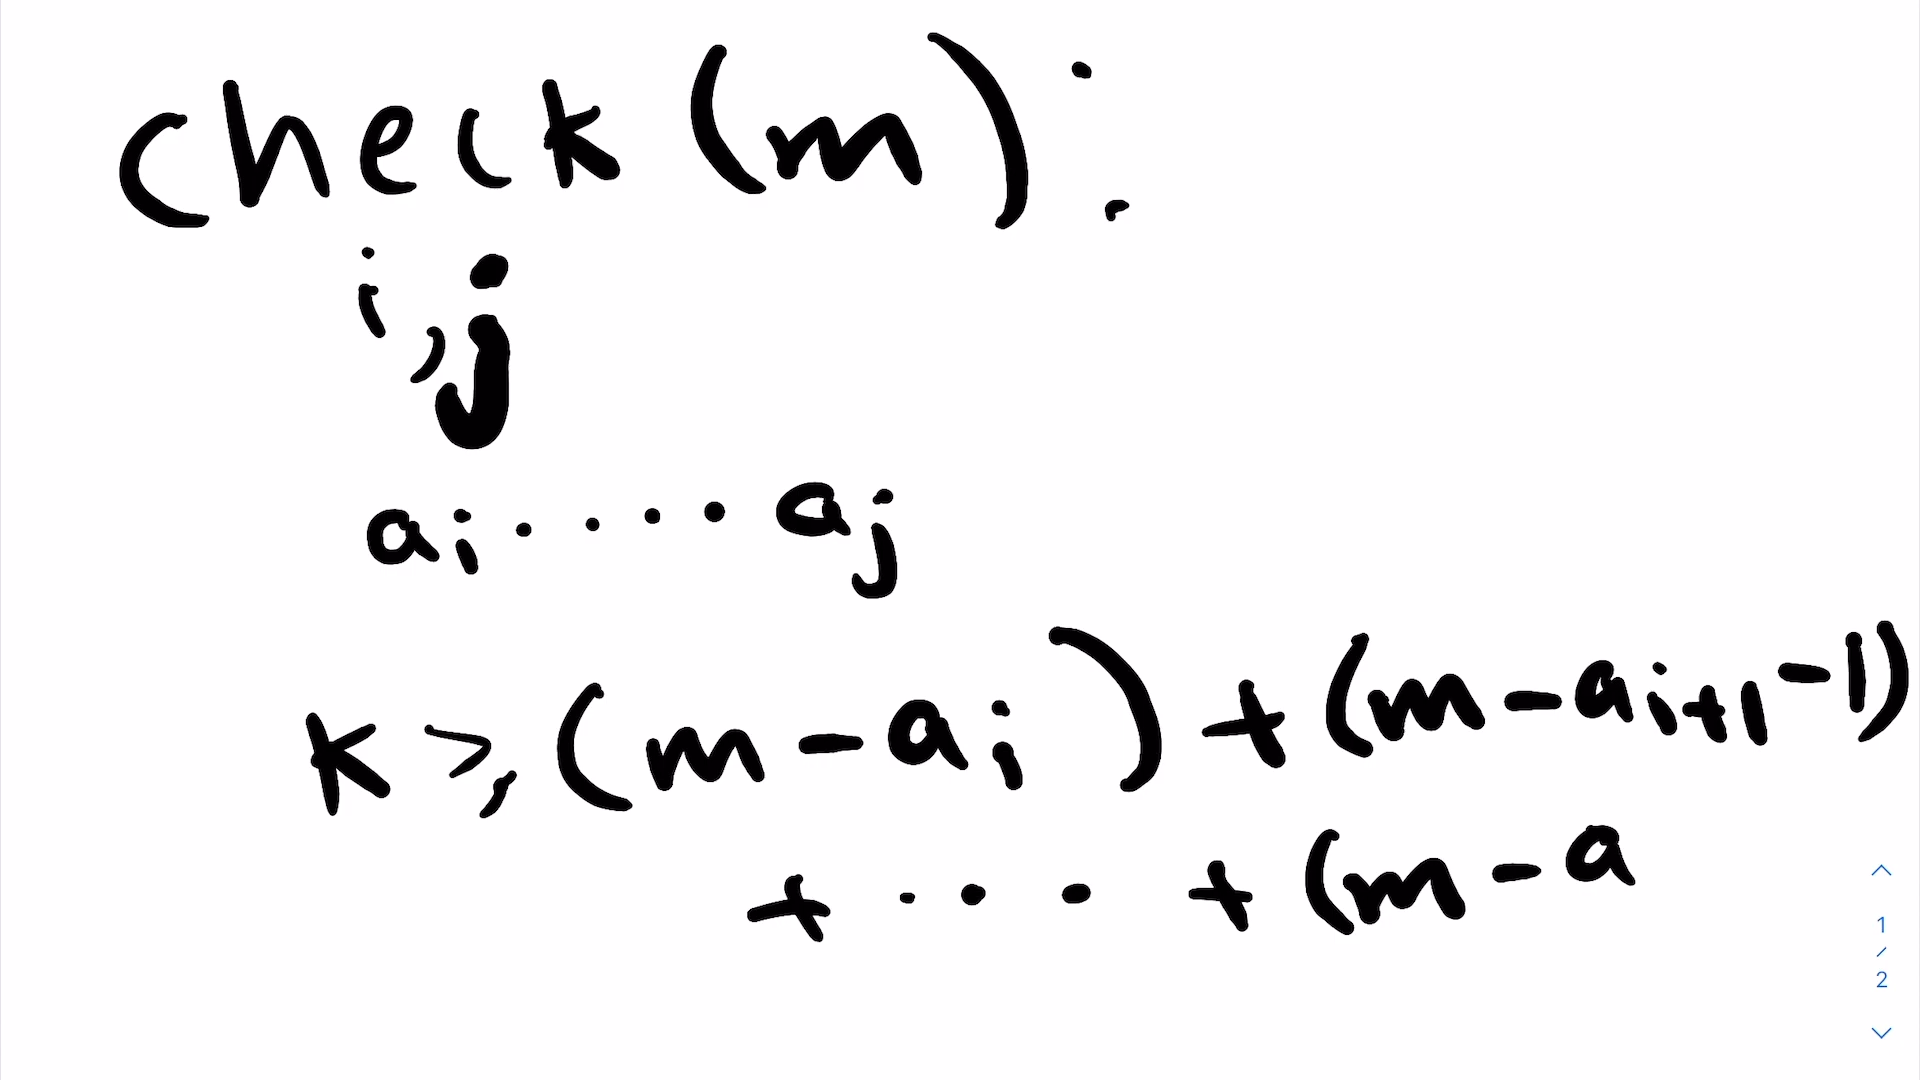 check (m) :
i , j
ai . . . . aj
k ⩾ (m - ai) + (m - ai+1 - 1)
+ . . . + (m - a
1
/
2